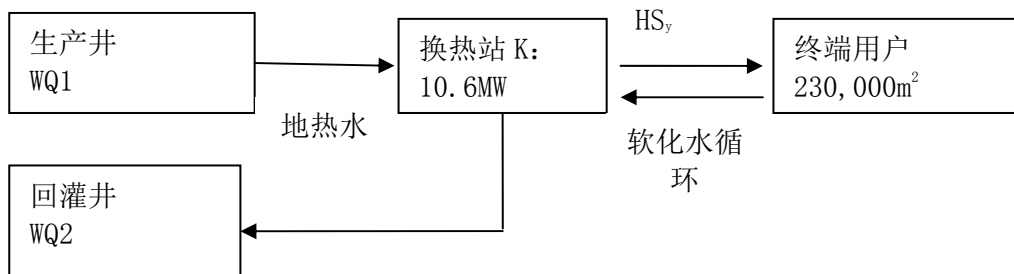 生产井
WQ1
地热水
换热站 K：
10.6MW
HSy
终端用户
230,000m²
软化水循
环
回灌井
WQ2